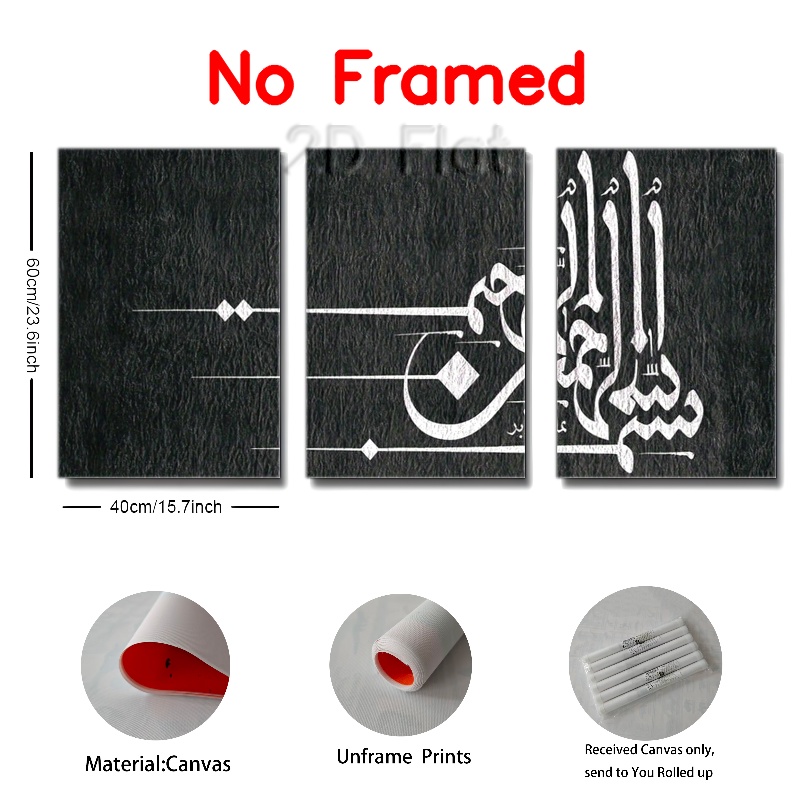 No Framed
2D Flat
بسم الله الرحمن الرحيم
60cm/23.6inch
40cm/15.7inch
Material:Canvas
Unframe Prints
Received Canvas only,
send to You Rolled up